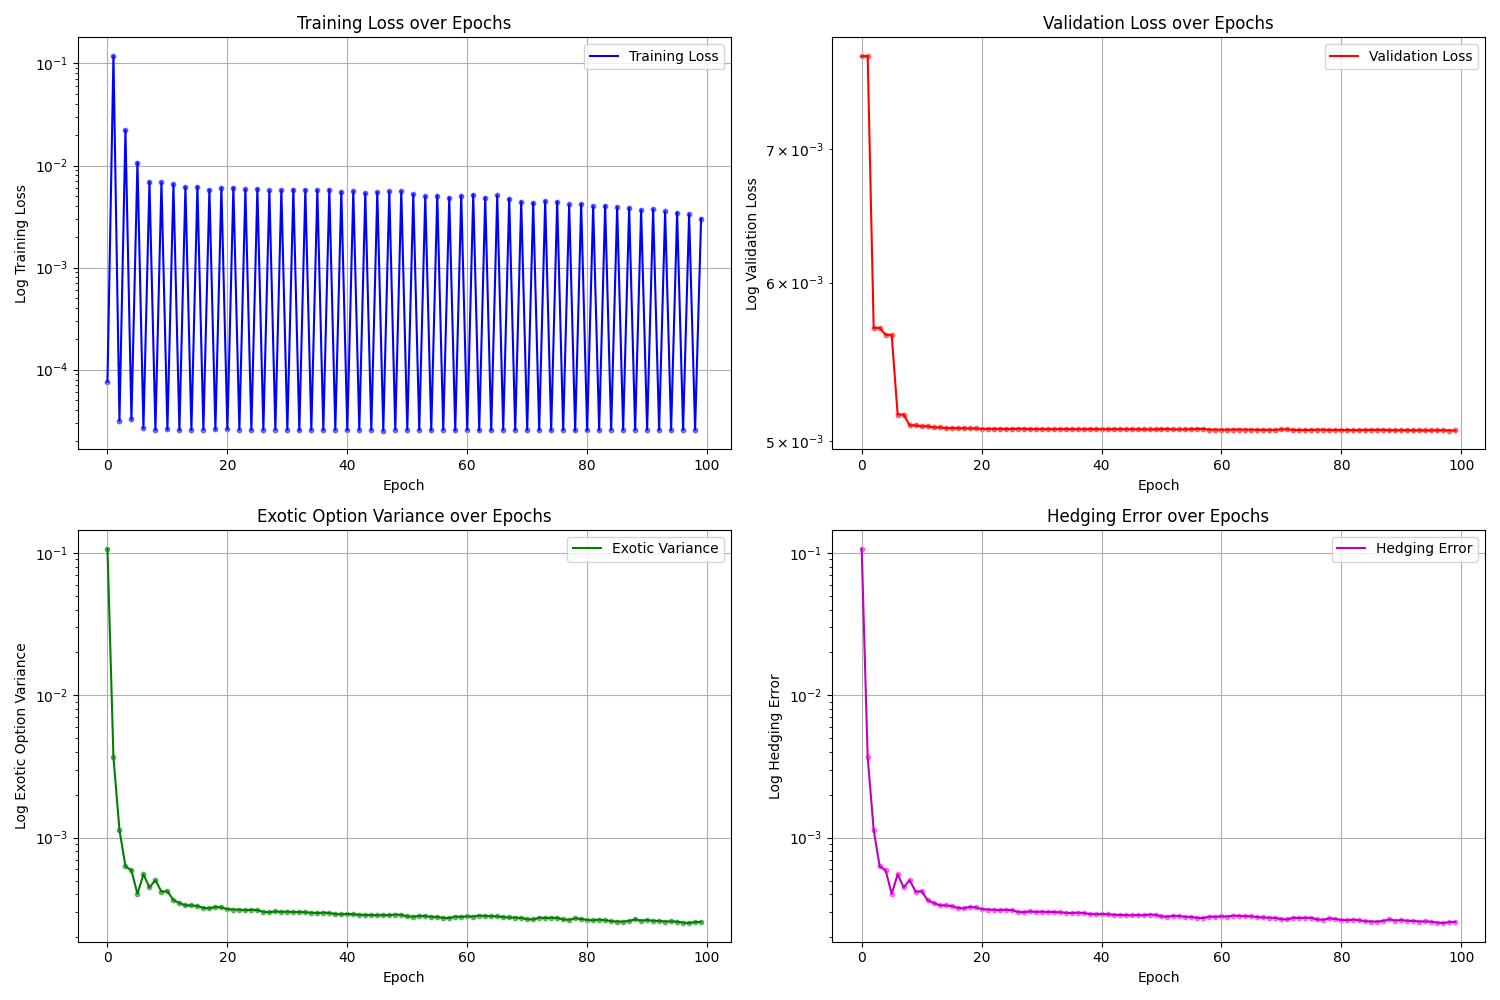 Training Loss over Epochs
Training Loss
10⁻¹
10⁻²
10⁻³
10⁻⁴
Log Training Loss
0 20 40 60 80 100
Epoch
Validation Loss over Epochs
Validation Loss
7 × 10⁻³
6 × 10⁻³
5 × 10⁻³
Log Validation Loss
0 20 40 60 80 100
Epoch
Exotic Option Variance over Epochs
Exotic Variance
10⁻¹
10⁻²
10⁻³
Log Exotic Option Variance
0 20 40 60 80 100
Epoch
Hedging Error over Epochs
Hedging Error
10⁻¹
10⁻²
10⁻³
Log Hedging Error
0 20 40 60 80 100
Epoch